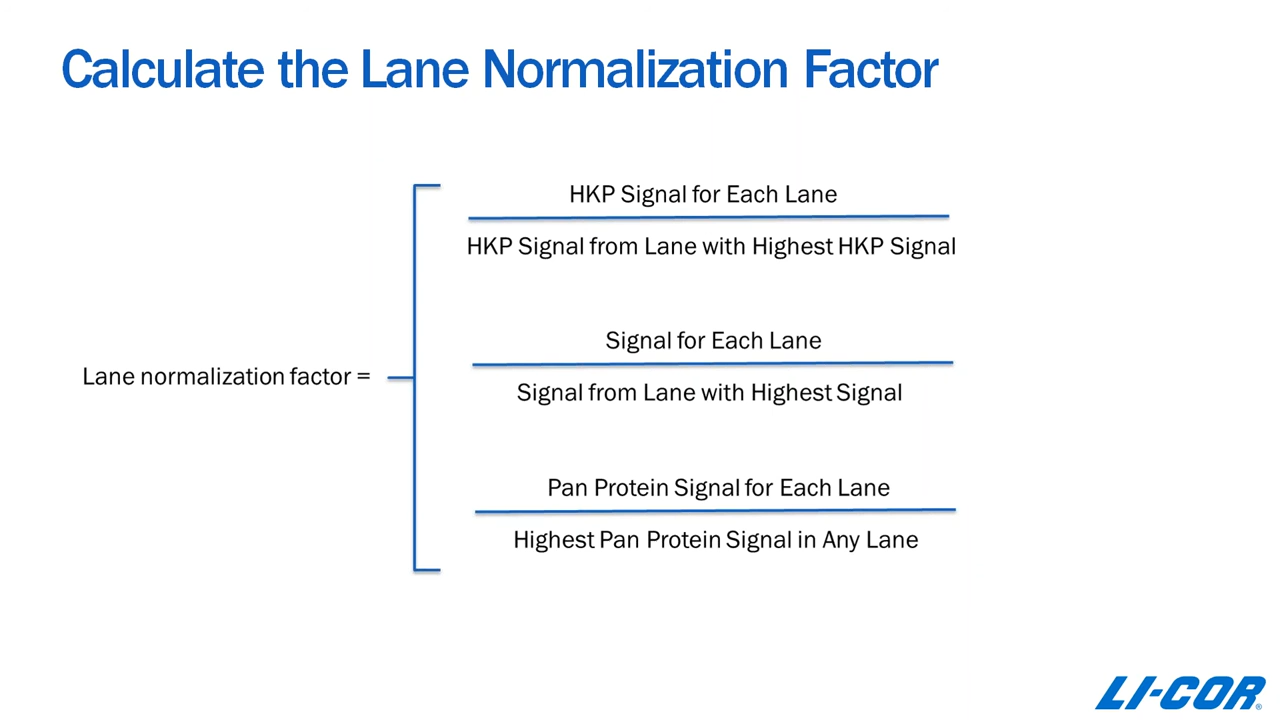 Calculate the Lane Normalization Factor
HKP Signal for Each Lane
HKP Signal from Lane with Highest HKP Signal
Signal for Each Lane
Lane normalization factor =
Signal from Lane with Highest Signal
Pan Protein Signal for Each Lane
Highest Pan Protein Signal in Any Lane
LI-COR®